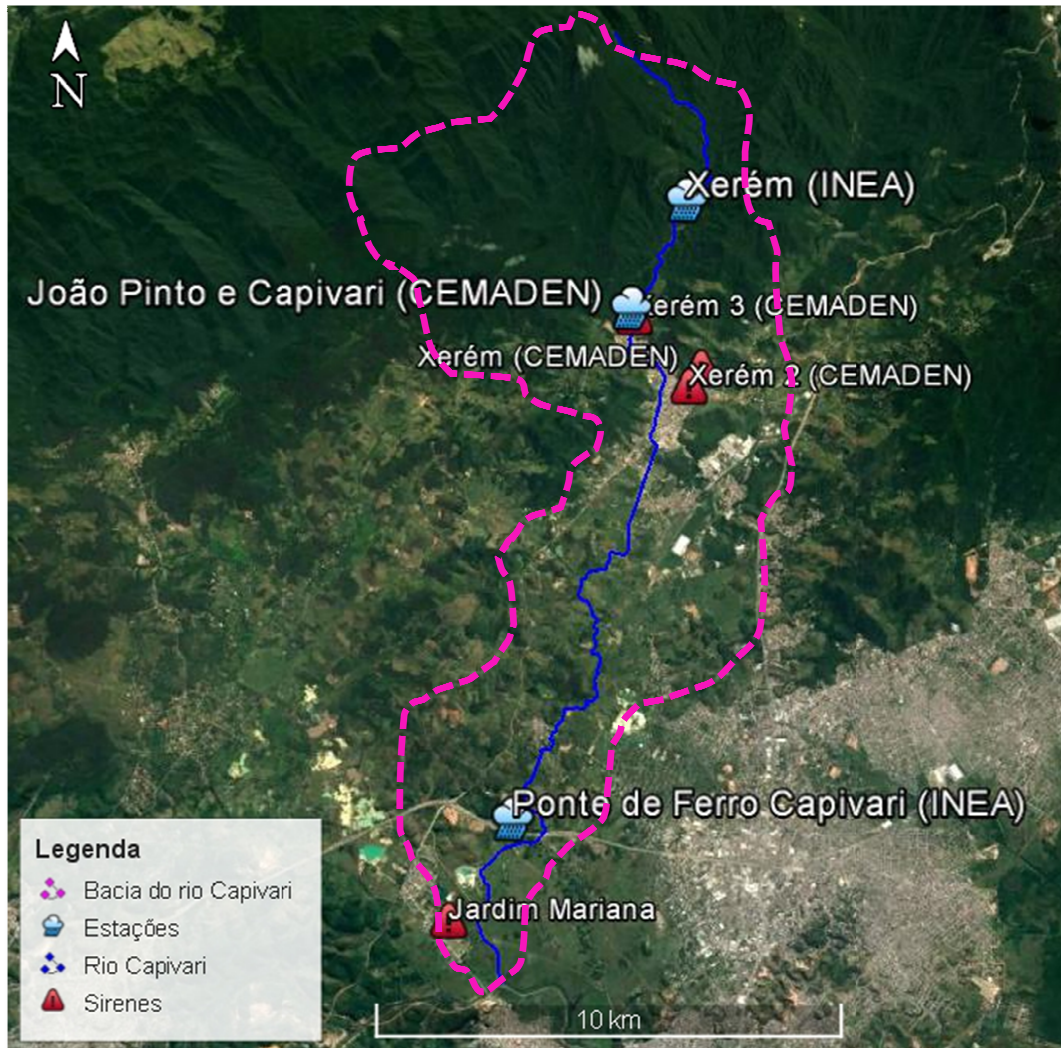 N
Xerém (INEA)
João Pinto e Capivari (CEMADEN)
Xerém 3 (CEMADEN)
Xerém (CEMADEN)
Xerém 2 (CEMADEN)
Ponte de Ferro Capivari (INEA)
Jardim Mariana
Legenda
Bacia do rio Capivari
Estações
Rio Capivari
Sirenes
10 km